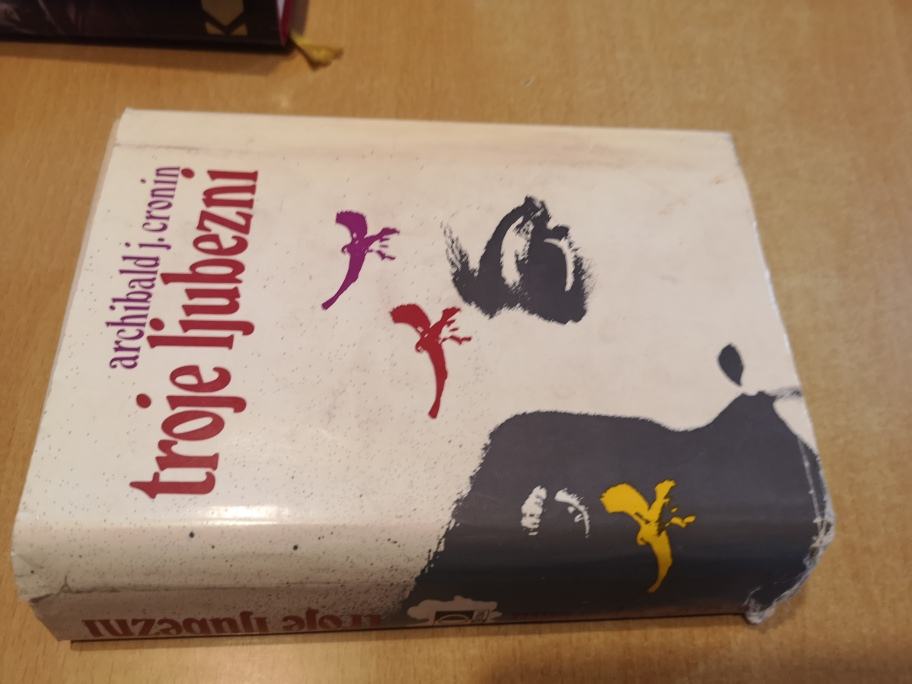 archibald j. cronin
troje ljubezni
troje ljubezni